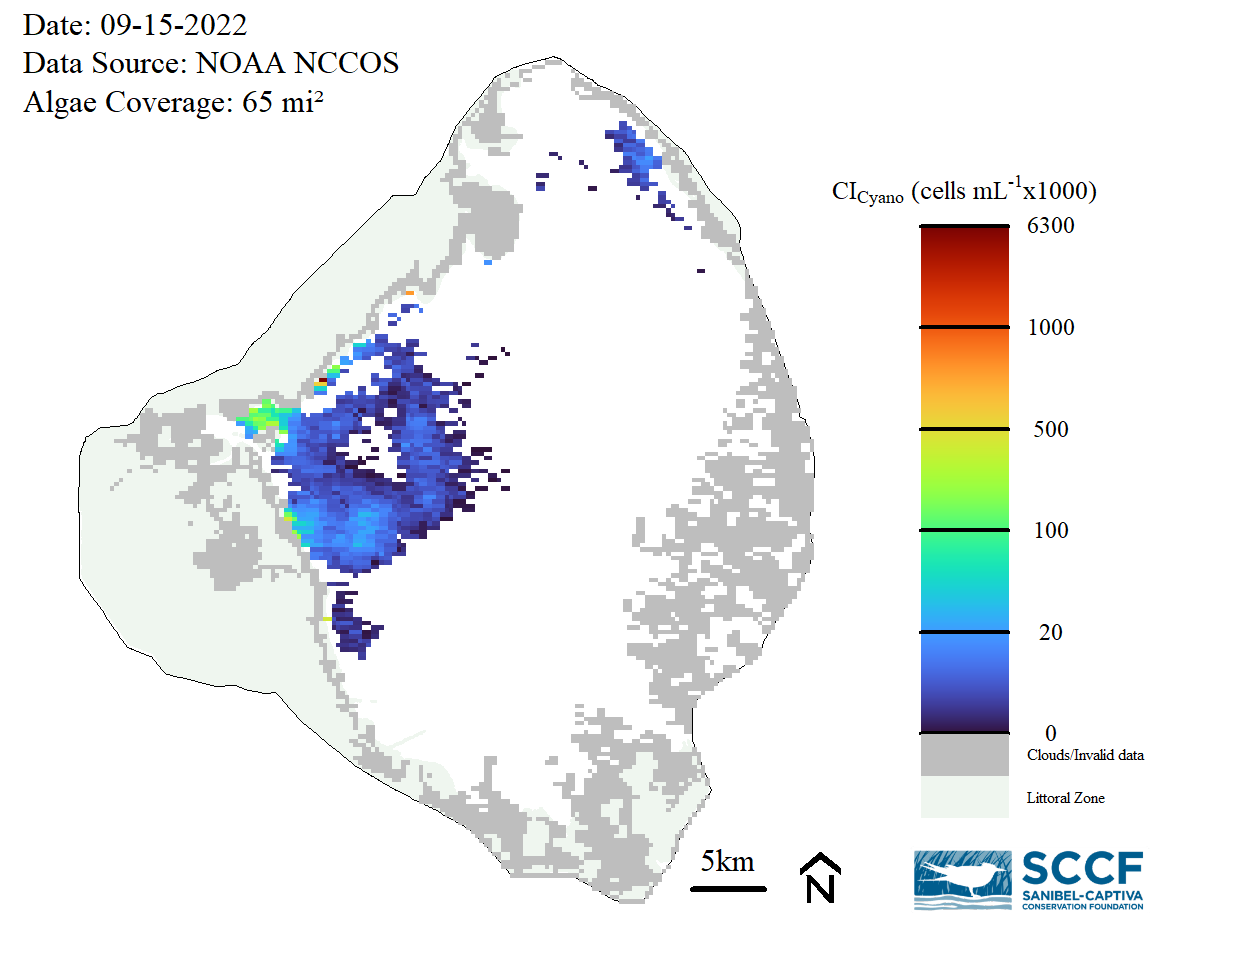 Date: 09-15-2022
Data Source: NOAA NCCOS
Algae Coverage: 65 mi²
CICyano (cells mL-1x1000)
6300
1000
500
100
20
0
Clouds/Invalid data
Littoral Zone
5km
N
SCCF
SANIBEL-CAPTIVA
CONSERVATION FOUNDATION